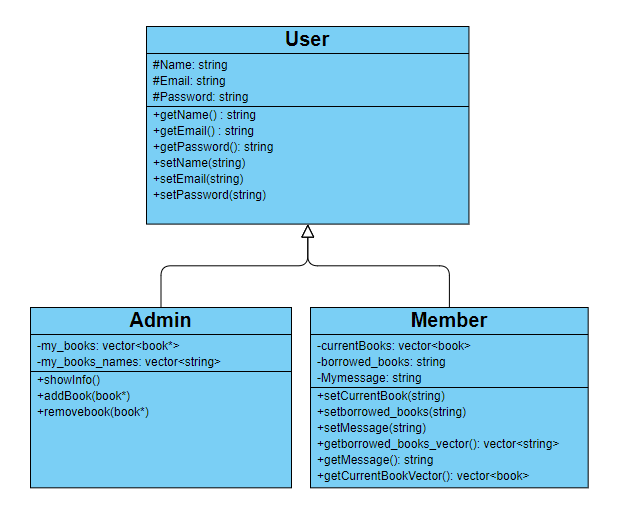 User
#Name: string
#Email: string
#Password: string
+getName() : string
+getEmail() : string
+getPassword(): string
+setName(string)
+setEmail(string)
+setPassword(string)
Admin
-my_books: vector<book*>
-my_books_names: vector<string>
+showInfo()
+addBook(book*)
+removebook(book*)
Member
-currentBooks: vector<book>
-borrowed_books: string
-Mymessage: string
+setCurrentBook(string)
+setborrowed_books(string)
+setMessage(string)
+getborrowed_books_vector(): vector<string>
+getMessage(): string
+getCurrentBookVector(): vector<book>